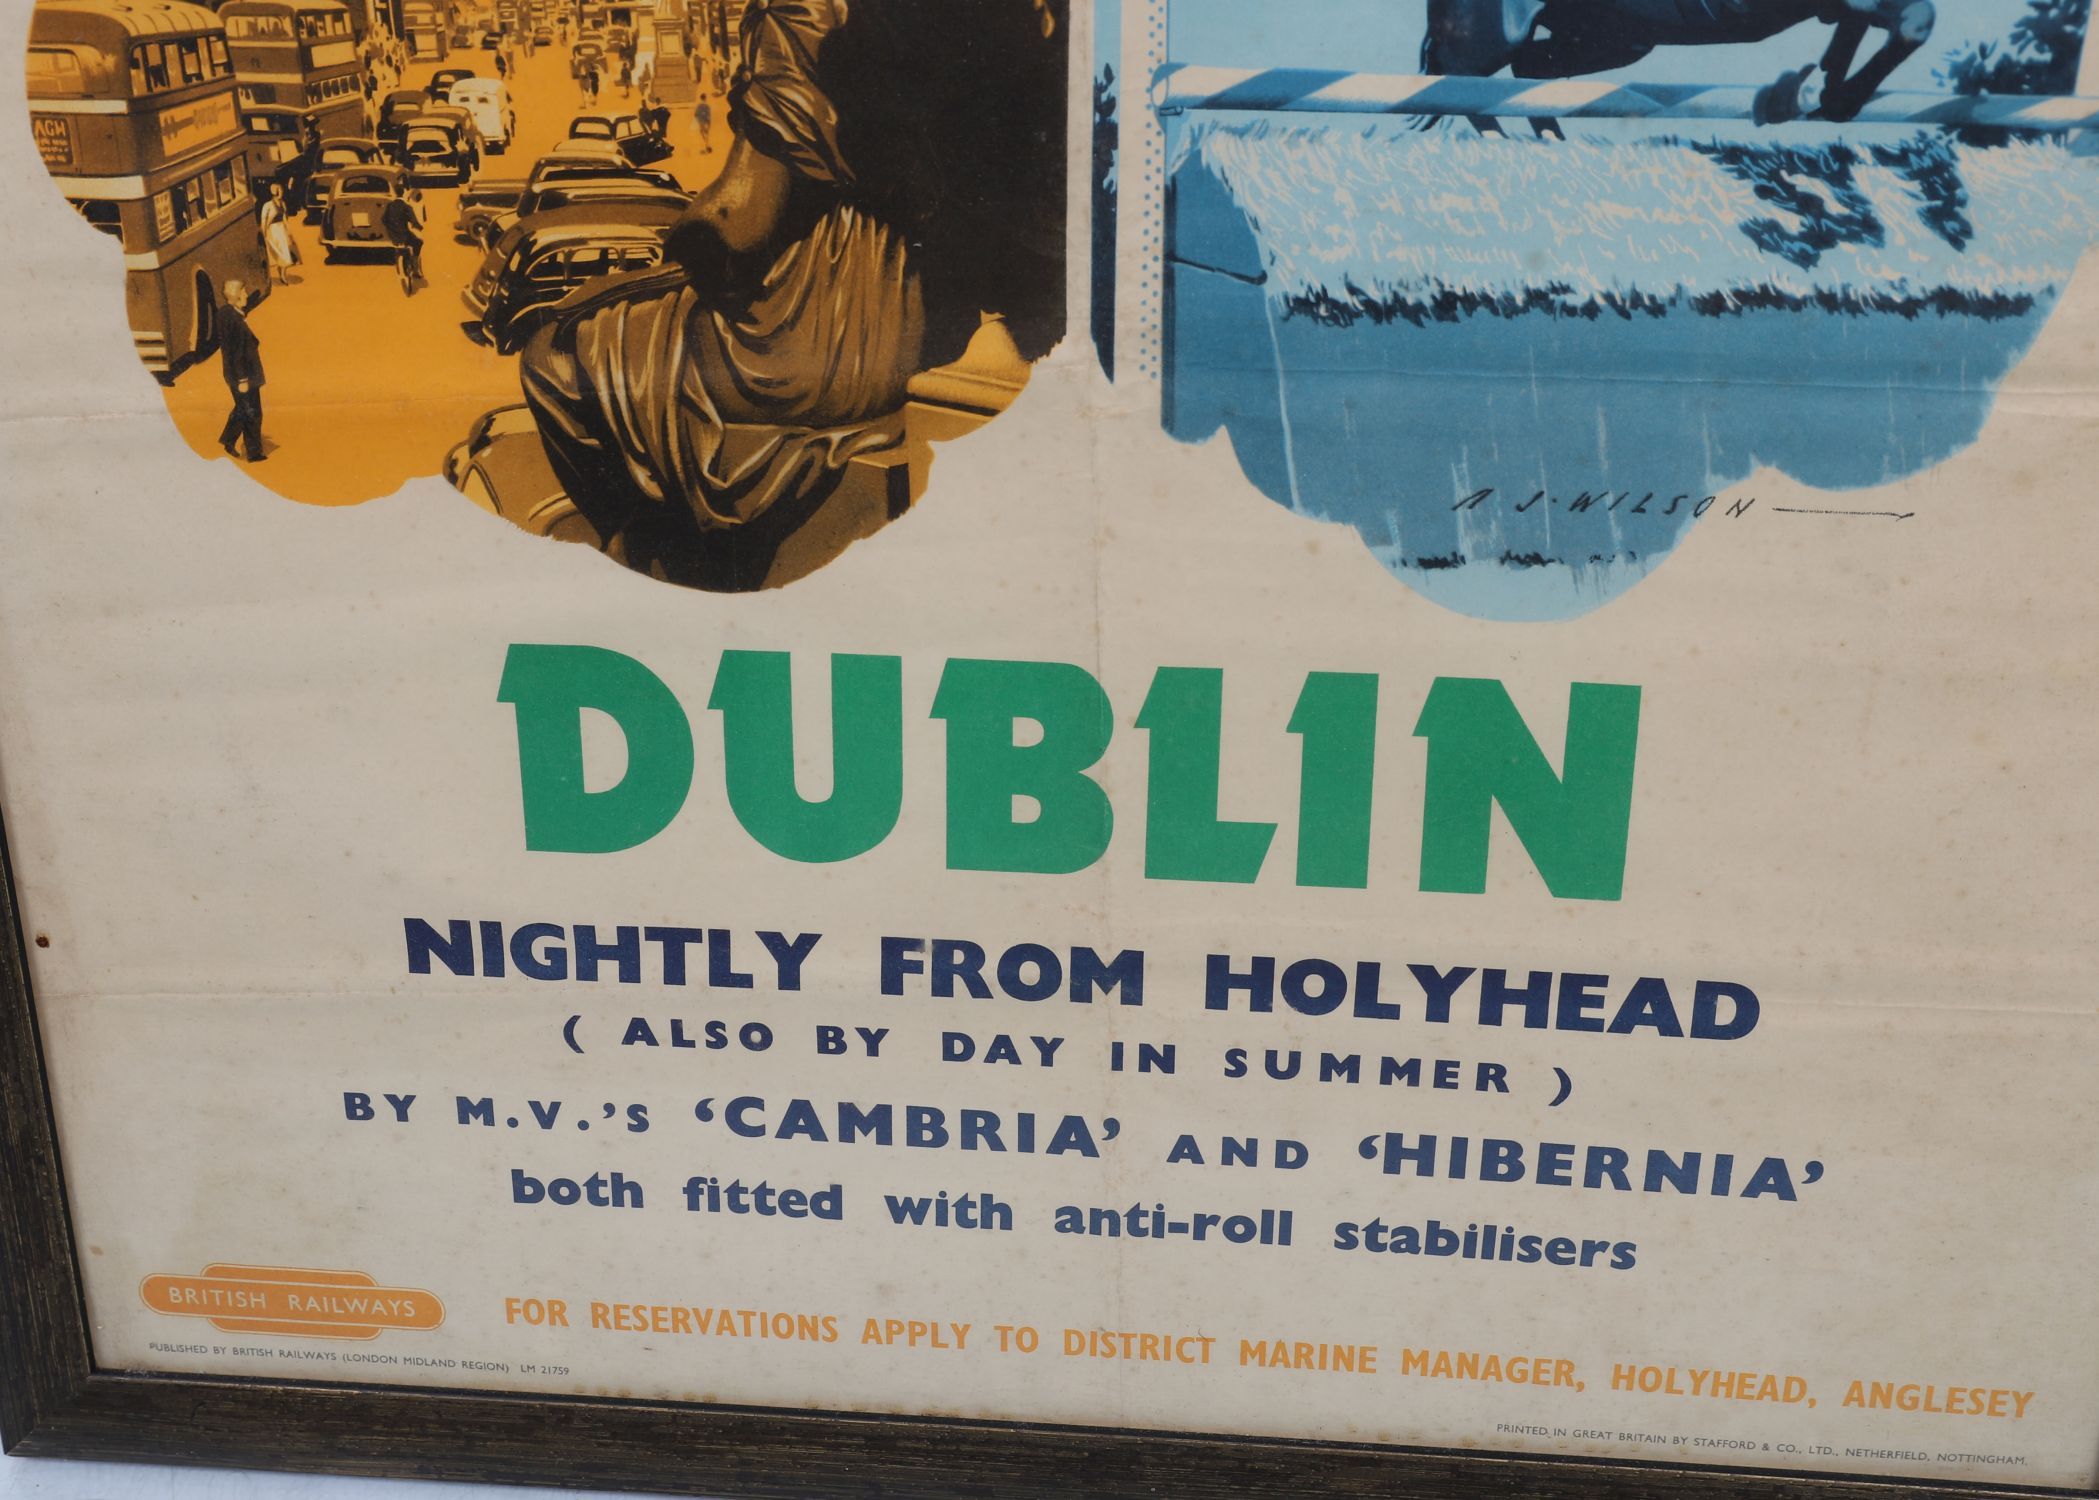 A J. WILSON
DUBLIN
NIGHTLY FROM HOLYHEAD
( ALSO BY DAY IN SUMMER )
BY M.V.'S 'CAMBRIA' AND 'HIBERNIA'
both fitted with anti-roll stabilisers
BRITISH RAILWAYS
FOR RESERVATIONS APPLY TO DISTRICT MARINE MANAGER, HOLYHEAD, ANGLESEY
PUBLISHED BY BRITISH RAILWAYS (LONDON MIDLAND REGION) LM 21759
PRINTED IN GREAT BRITAIN BY STAFFORD & CO., LTD., NETHERFIELD, NOTTINGHAM.